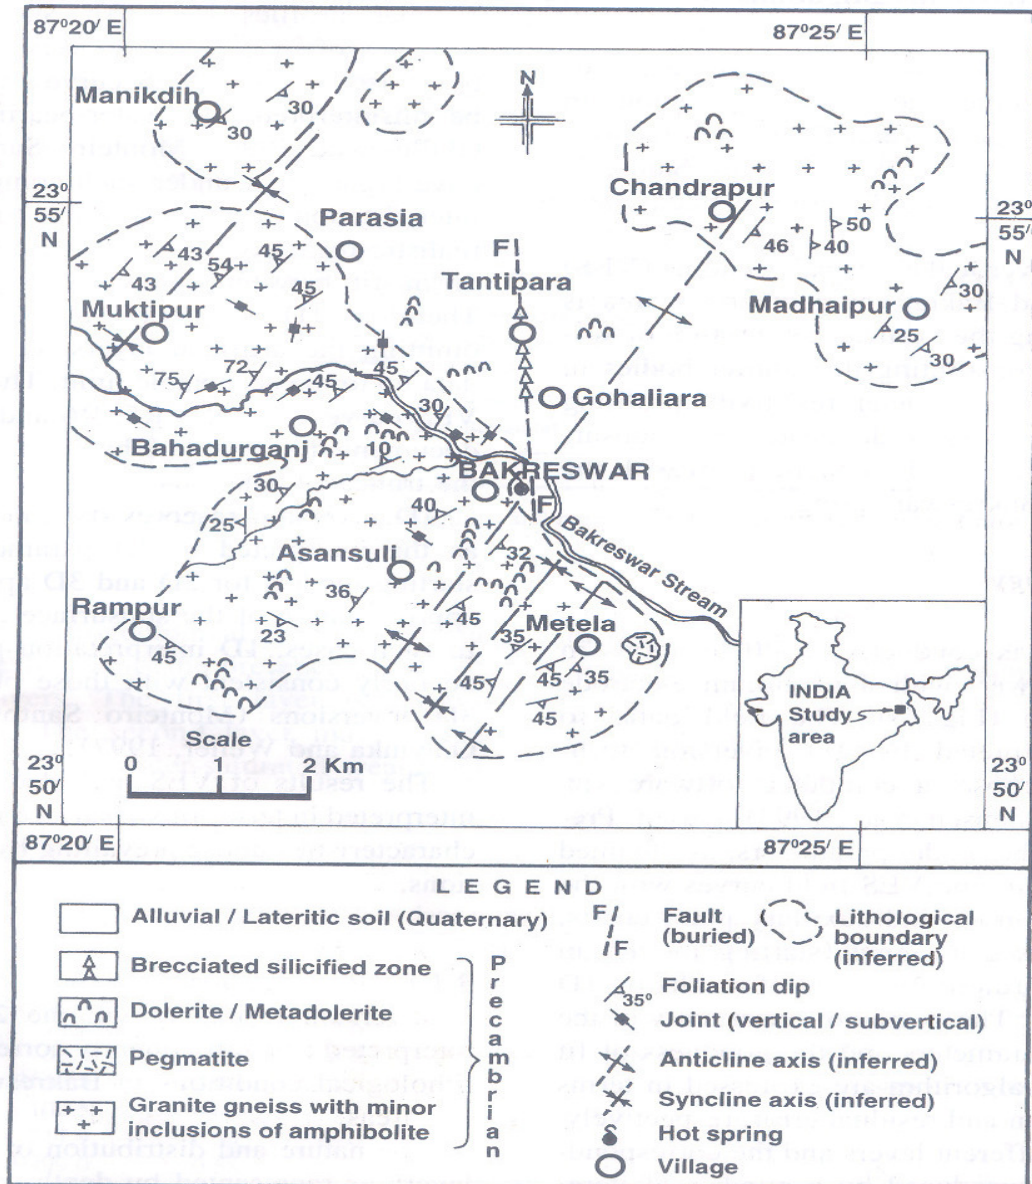 87°20′ E
87°25′ E
N
Manikdih
30
30
23°
55′
N
Chandrapur
23°
55′
N
Parasia
F
50
46
40
43
54
45
43
45
Tantipara
Madhaipur
30
25
30
Muktipur
75
72
45
45
30
Gohaliara
Bahadurganj
10
BAKRESWAR
30
40
F
25
Bakreswar Stream
Asansuli
32
36
Rampur
23
45
35
Metela
45
45
45
35
45
INDIA
Study
area
Scale
0 1 2 Km
23°
50′
N
23°
50′
N
87°20′ E
87°25′ E
LEGEND
Alluvial / Lateritic soil (Quaternary)
Brecciated silicified zone
Dolerite / Metadolerite
Pegmatite
Granite gneiss with minor
inclusions of amphibolite
Precambrian
F
F
Fault
(buried)
Lithological
boundary
(inferred)
35°
Foliation dip
Joint (vertical / subvertical)
Anticline axis (inferred)
Syncline axis (inferred)
Hot spring
Village